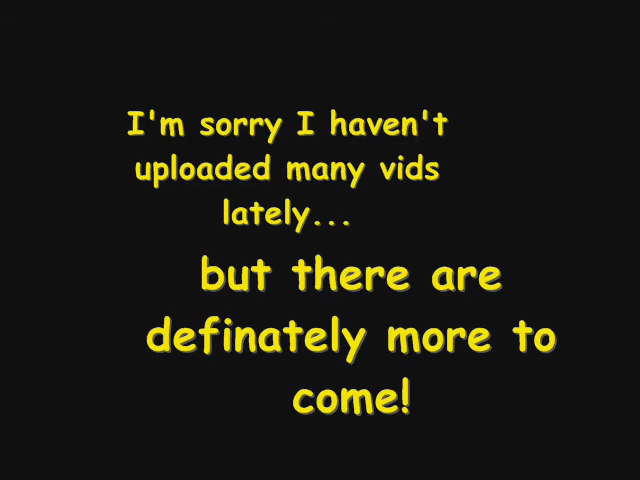 I'm sorry I haven't
uploaded many vids
lately...
but there are
definately more to
come!